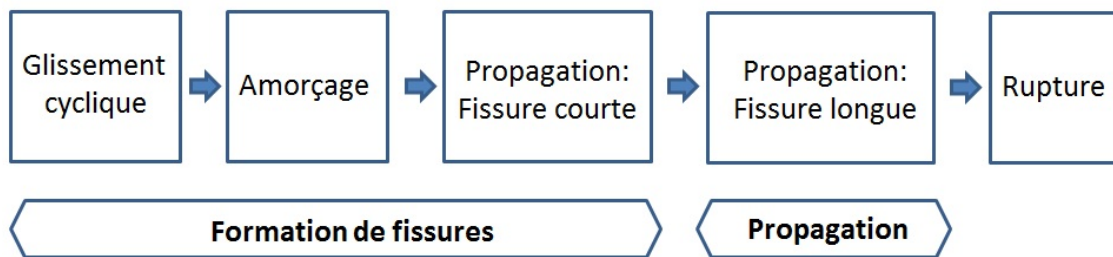 Glissement
cyclique
Amorçage
Propagation:
Fissure courte
Propagation:
Fissure longue
Rupture
Formation de fissures
Propagation